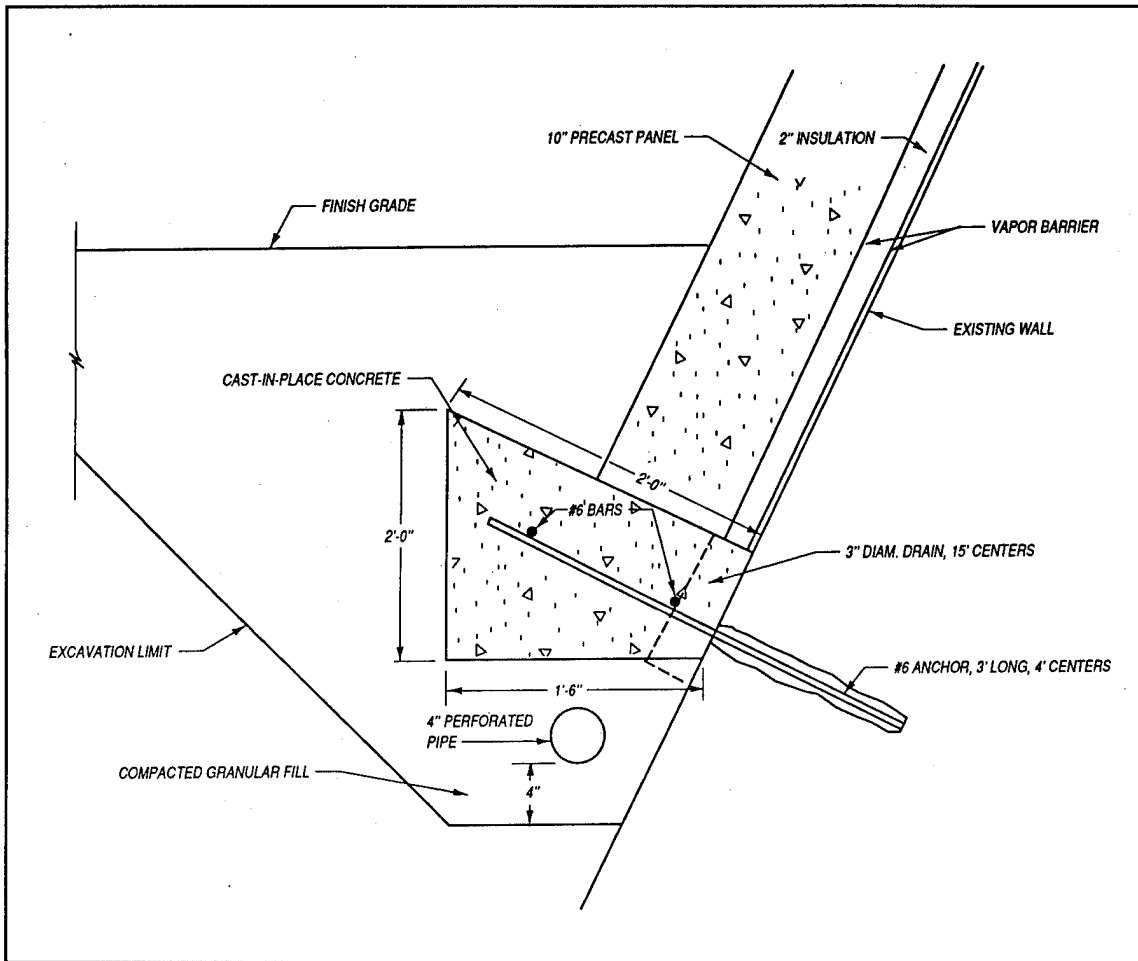 10" PRECAST PANEL
2" INSULATION
FINISH GRADE
VAPOR BARRIER
EXISTING WALL
CAST-IN-PLACE CONCRETE
2'-0"
#6 BARS
2'-0"
3" DIAM. DRAIN, 15' CENTERS
EXCAVATION LIMIT
#6 ANCHOR, 3' LONG, 4' CENTERS
1'-6"
4" PERFORATED
PIPE
COMPACTED GRANULAR FILL
4"